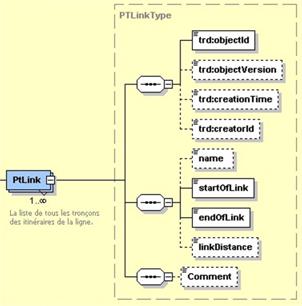 PTLinkType
trd:objectId
trd:objectVersion
trd:creationTime
trd:creatorId
PtLink
1..∞
La liste de tous les tronçons
des itinéraires de la ligne.
name
startOfLink
endOfLink
linkDistance
Comment